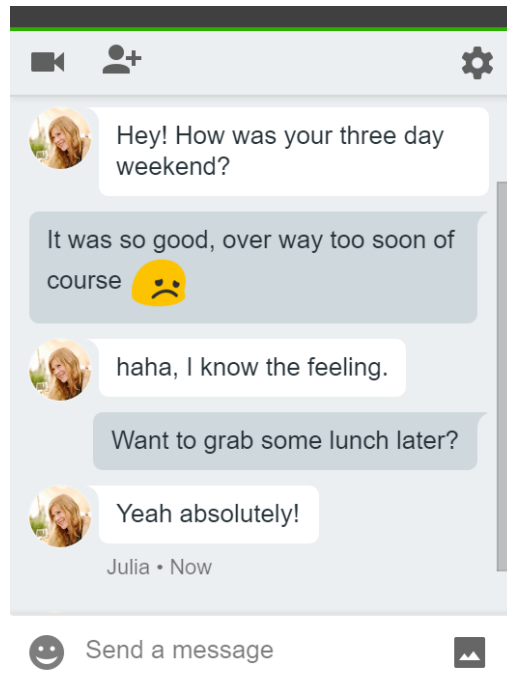 Hey! How was your three day
weekend?
It was so good, over way too soon of
course
haha, I know the feeling.
Want to grab some lunch later?
Yeah absolutely!
Julia • Now
Send a message